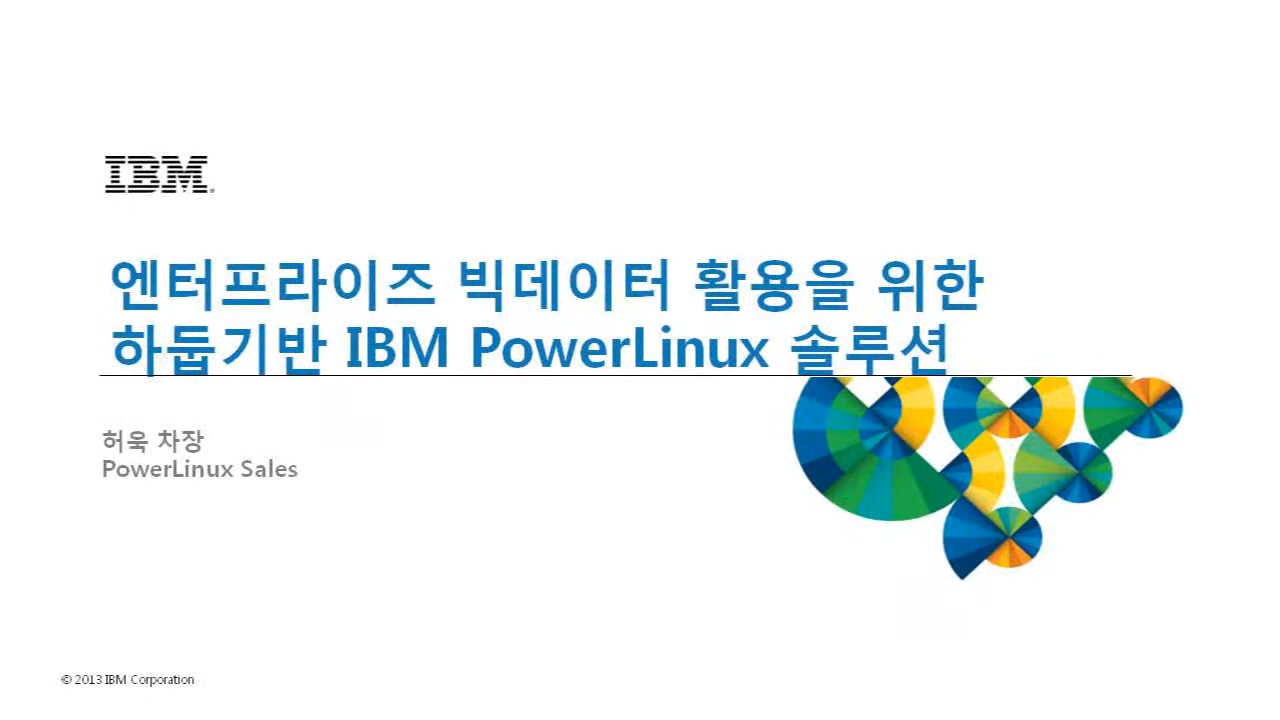 IBM.
엔터프라이즈 빅데이터 활용을 위한
하둡기반 IBM PowerLinux 솔루션
허욱 차장
PowerLinux Sales
© 2013 IBM Corporation